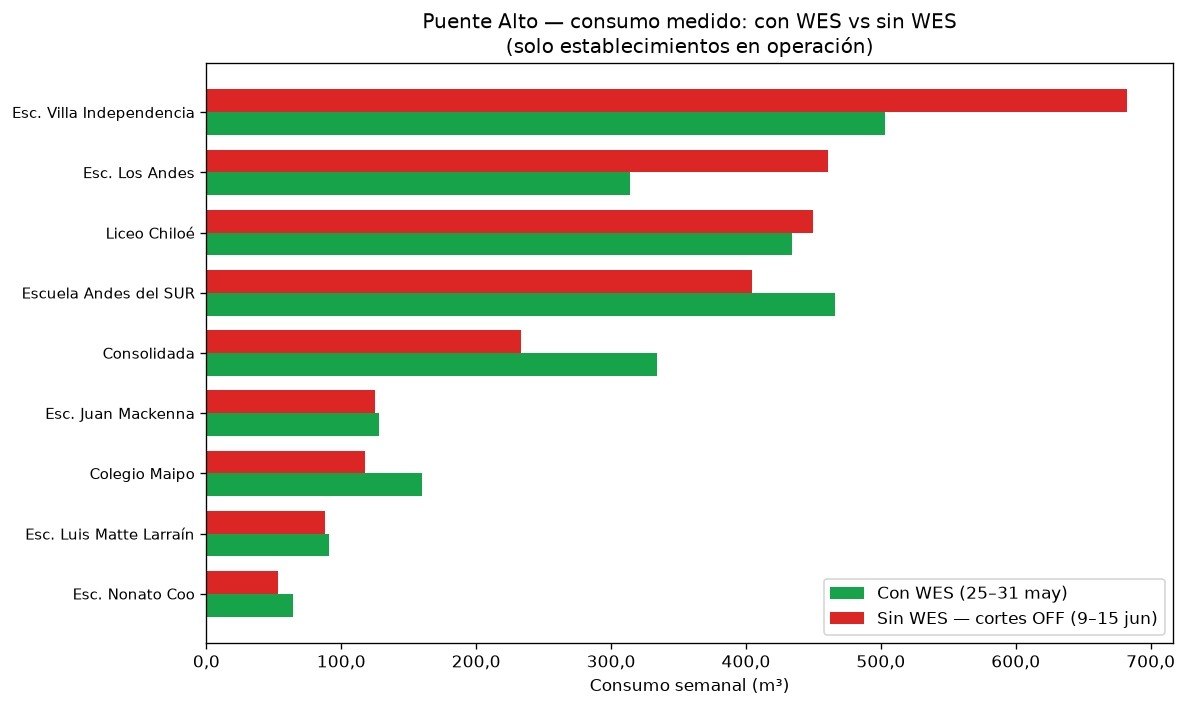 Puente Alto — consumo medido: con WES vs sin WES
(solo establecimientos en operación)
Esc. Villa Independencia
Esc. Los Andes
Liceo Chiloé
Escuela Andes del SUR
Consolidada
Esc. Juan Mackenna
Colegio Maipo
Esc. Luis Matte Larraín
Esc. Nonato Coo
Con WES (25–31 may)
Sin WES — cortes OFF (9–15 jun)
0,0 100,0 200,0 300,0 400,0 500,0 600,0 700,0
Consumo semanal (m³)